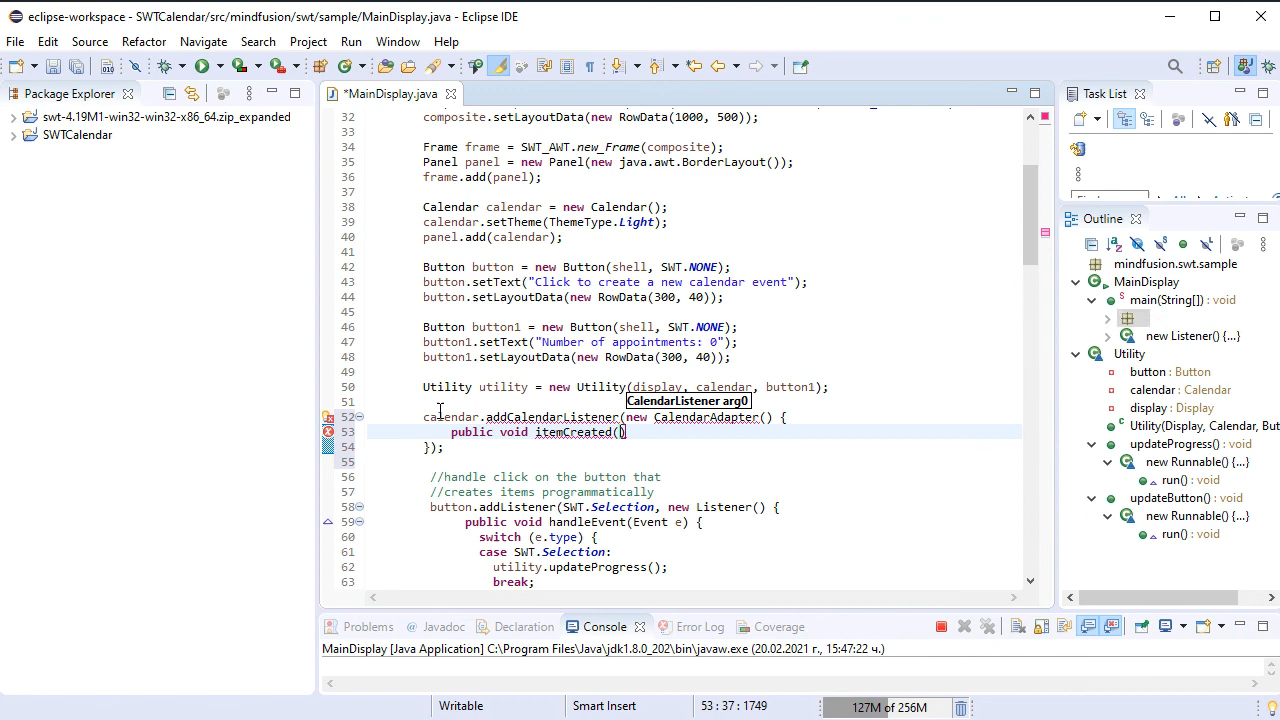 eclipse-workspace - SWTCalendar/src/mindfusion/swt/sample/MainDisplay.java - Eclipse IDE
File Edit Source Refactor Navigate Search Project Run Window Help
Package Explorer
*MainDisplay.java
Task List
swt-4.19M1-win32-win32-x86_64.zip_expanded
SWTCalendar
32 composite.setLayoutData(new RowData(1000, 500));
33
34 Frame frame = SWT_AWT.new_Frame(composite);
35 Panel panel = new Panel(new java.awt.BorderLayout());
36 frame.add(panel);
37
38 Calendar calendar = new Calendar();
39 calendar.setTheme(ThemeType.Light);
40 panel.add(calendar);
41
42 Button button = new Button(shell, SWT.NONE);
43 button.setText("Click to create a new calendar event");
44 button.setLayoutData(new RowData(300, 40));
45
46 Button button1 = new Button(shell, SWT.NONE);
47 button1.setText("Number of appointments: 0");
48 button1.setLayoutData(new RowData(300, 40));
49
50 Utility utility = new Utility(display, calendar, button1);
51
CalendarListener arg0
52 calendar.addCalendarListener(new CalendarAdapter() {
53 public void itemCreated()
54 });
55
56 //handle click on the button that
57 //creates items programmatically
58 button.addListener(SWT.Selection, new Listener() {
59 public void handleEvent(Event e) {
60 switch (e.type) {
61 case SWT.Selection:
62 utility.updateProgress();
63 break;
Outline
mindfusion.swt.sample
MainDisplay
main(String[]) : void
new Listener() {...}
Utility
button : Button
calendar : Calendar
display : Display
Utility(Display, Calendar, Bu
updateProgress() : void
new Runnable() {...}
run() : void
updateButton() : void
new Runnable() {...}
run() : void
Problems Javadoc Declaration Console Error Log Coverage
MainDisplay [Java Application] C:\Program Files\Java\jdk1.8.0_202\bin\javaw.exe (20.02.2021 г., 15:47:22 ч.)
Writable Smart Insert 53 : 37 : 1749 127M of 256M